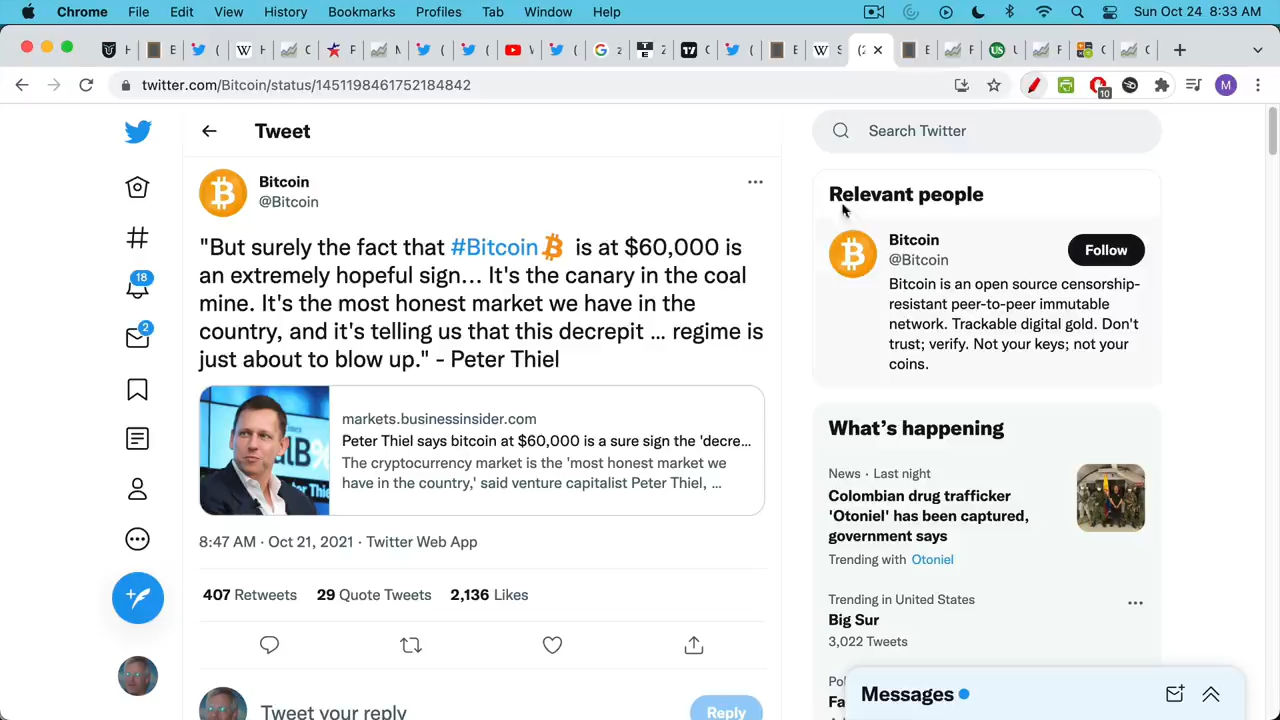 Chrome File Edit View History Bookmarks Profiles Tab Window Help Sun Oct 24 8:33 AM
twitter.com/Bitcoin/status/1451198461752184842
10
M
Tweet
Search Twitter
Bitcoin
@Bitcoin
"But surely the fact that #Bitcoin is at $60,000 is
an extremely hopeful sign... It's the canary in the coal
mine. It's the most honest market we have in the
country, and it's telling us that this decrepit ... regime is
just about to blow up." - Peter Thiel
markets.businessinsider.com
Peter Thiel says bitcoin at $60,000 is a sure sign the 'decre...
The cryptocurrency market is the 'most honest market we
have in the country,' said venture capitalist Peter Thiel, ...
8:47 AM · Oct 21, 2021 · Twitter Web App
407 Retweets 29 Quote Tweets 2,136 Likes
Tweet your reply
Reply
18
2
Relevant people
Bitcoin
@Bitcoin
Follow
Bitcoin is an open source censorship-
resistant peer-to-peer immutable
network. Trackable digital gold. Don't
trust; verify. Not your keys; not your
coins.
What's happening
News · Last night
Colombian drug trafficker
'Otoniel' has been captured,
government says
Trending with Otoniel
Trending in United States
Big Sur
3,022 Tweets
Messages